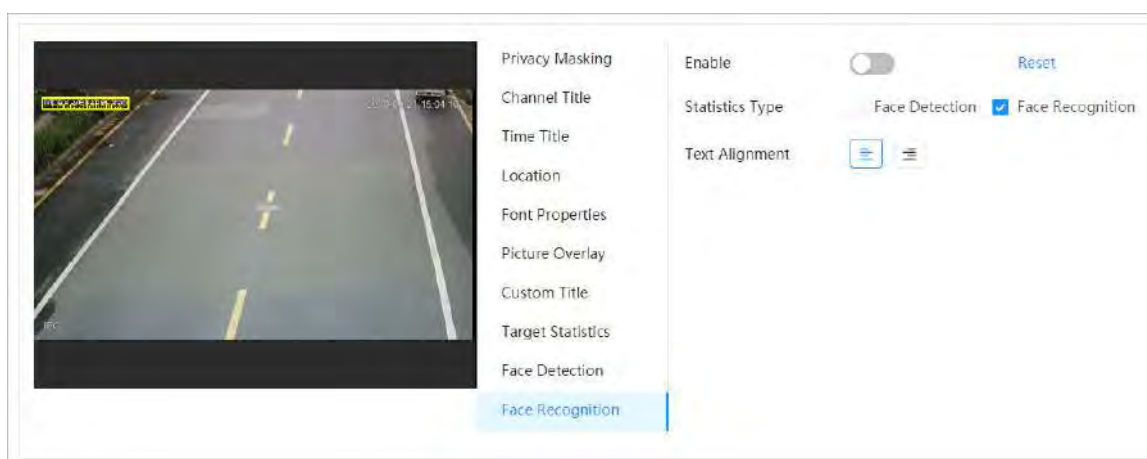 Privacy Masking
Channel Title
Time Title
Location
Font Properties
Picture Overlay
Custom Title
Target Statistics
Face Detection
Face Recognition
Enable Reset
Statistics Type Face Detection Face Recognition
Text Alignment
IPC